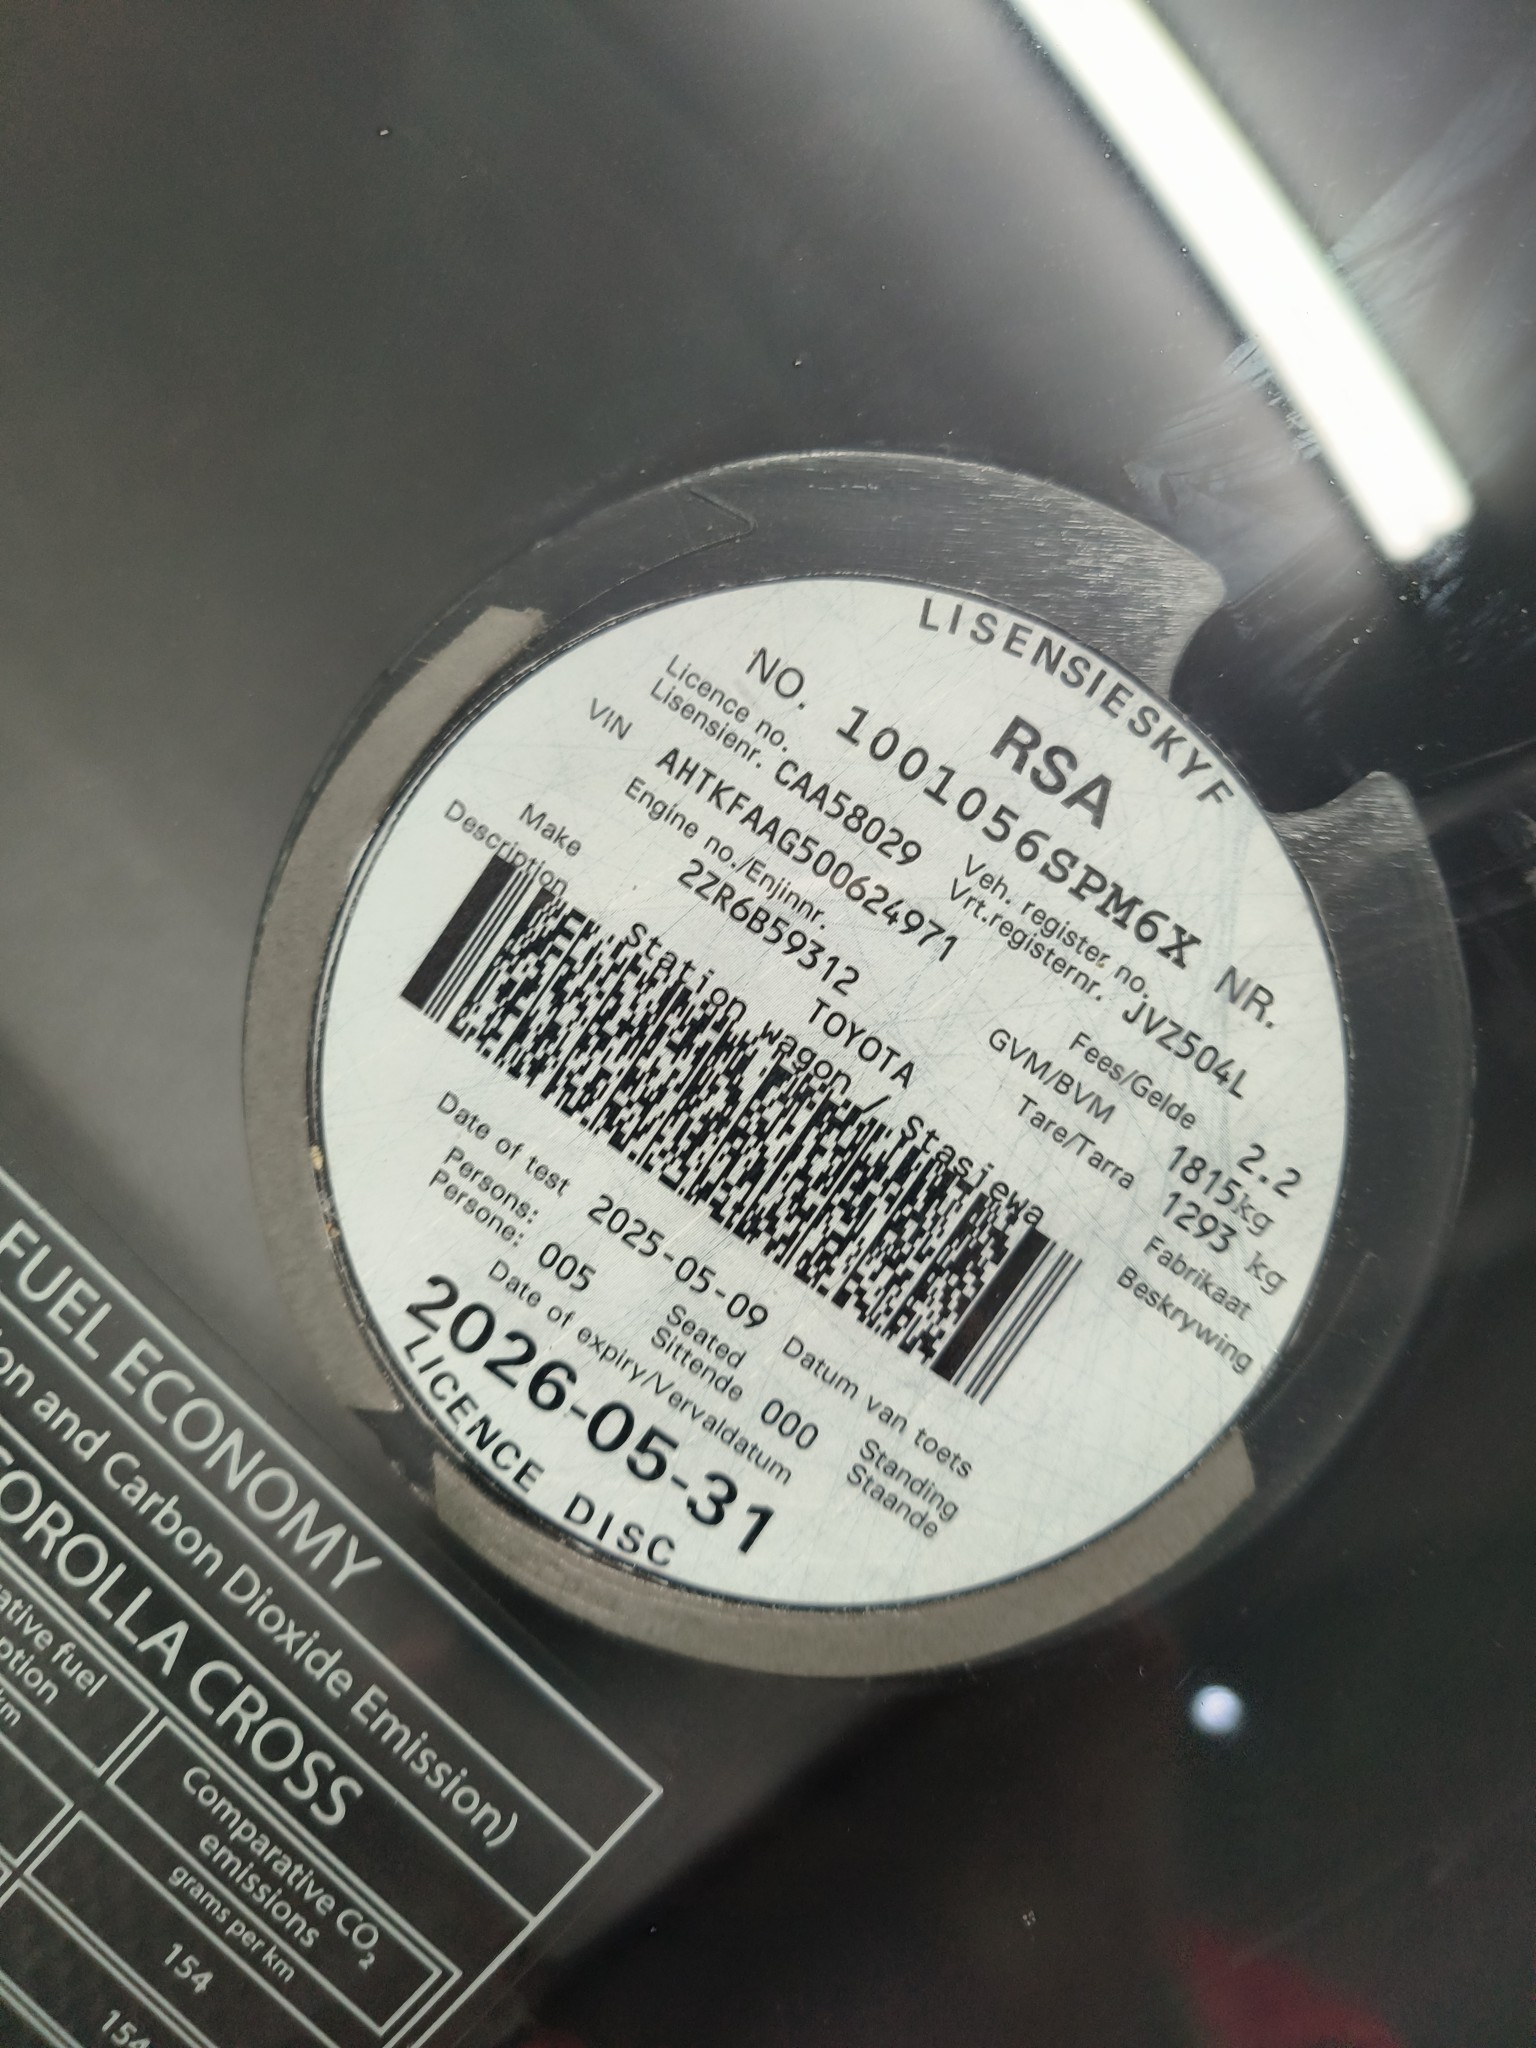 LISENSIESKYF
RSA
NO. 1001056SPM6X NR.
Licence no.
Lisensienr. CAA58029
Veh. register no.
Vrt.registernr. JVZ504L
VIN AHTKFAAG500624971
Fees/Gelde 2.2
Engine no./Enjinnr.
2ZR6B59312
GVM/BVM 1815kg
Tare/Tarra 1293 kg
Make TOYOTA Fabrikaat
Description Station wagon / Stasiewa Beskrywing
Date of test 2025-05-09 Datum van toets
Persons:
Persone: 005 Seated
Sittende 000 Standing
Staande
Date of expiry/Vervaldatum
2026-05-31
LICENCE DISC
FUEL ECONOMY
and Carbon Dioxide Emission)
COROLLA CROSS
fuel
km
Comparative CO2
emissions
grams per km
154
154